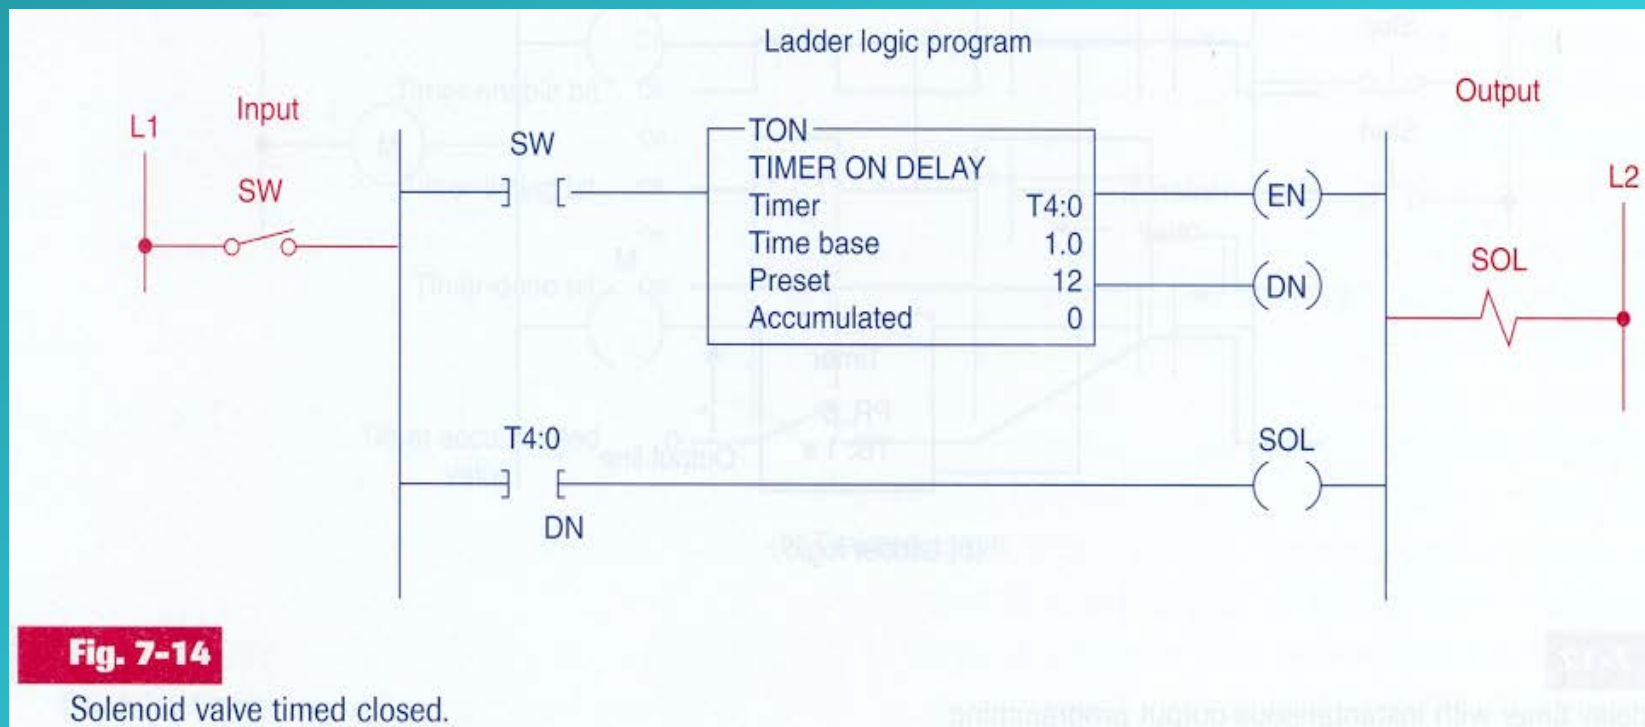 Ladder logic program
Input
Output
L1
SW
SW
TON
TIMER ON DELAY
Timer T4:0
Time base 1.0
Preset 12
Accumulated 0
EN
DN
L2
SOL
T4:0
DN
SOL
Fig. 7-14
Solenoid valve timed closed.